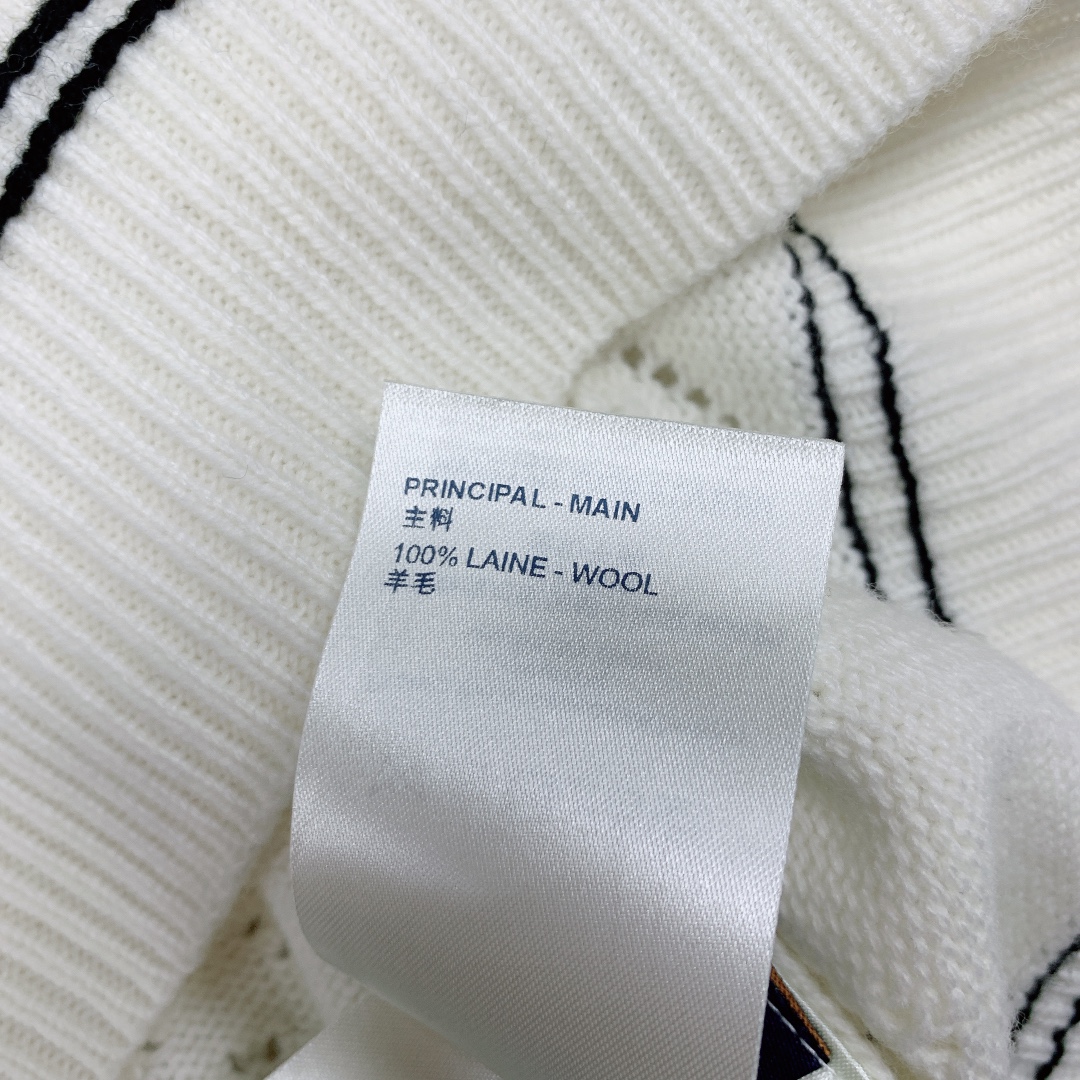 PRINCIPAL - MAIN
主料
100% LAINE - WOOL
羊毛